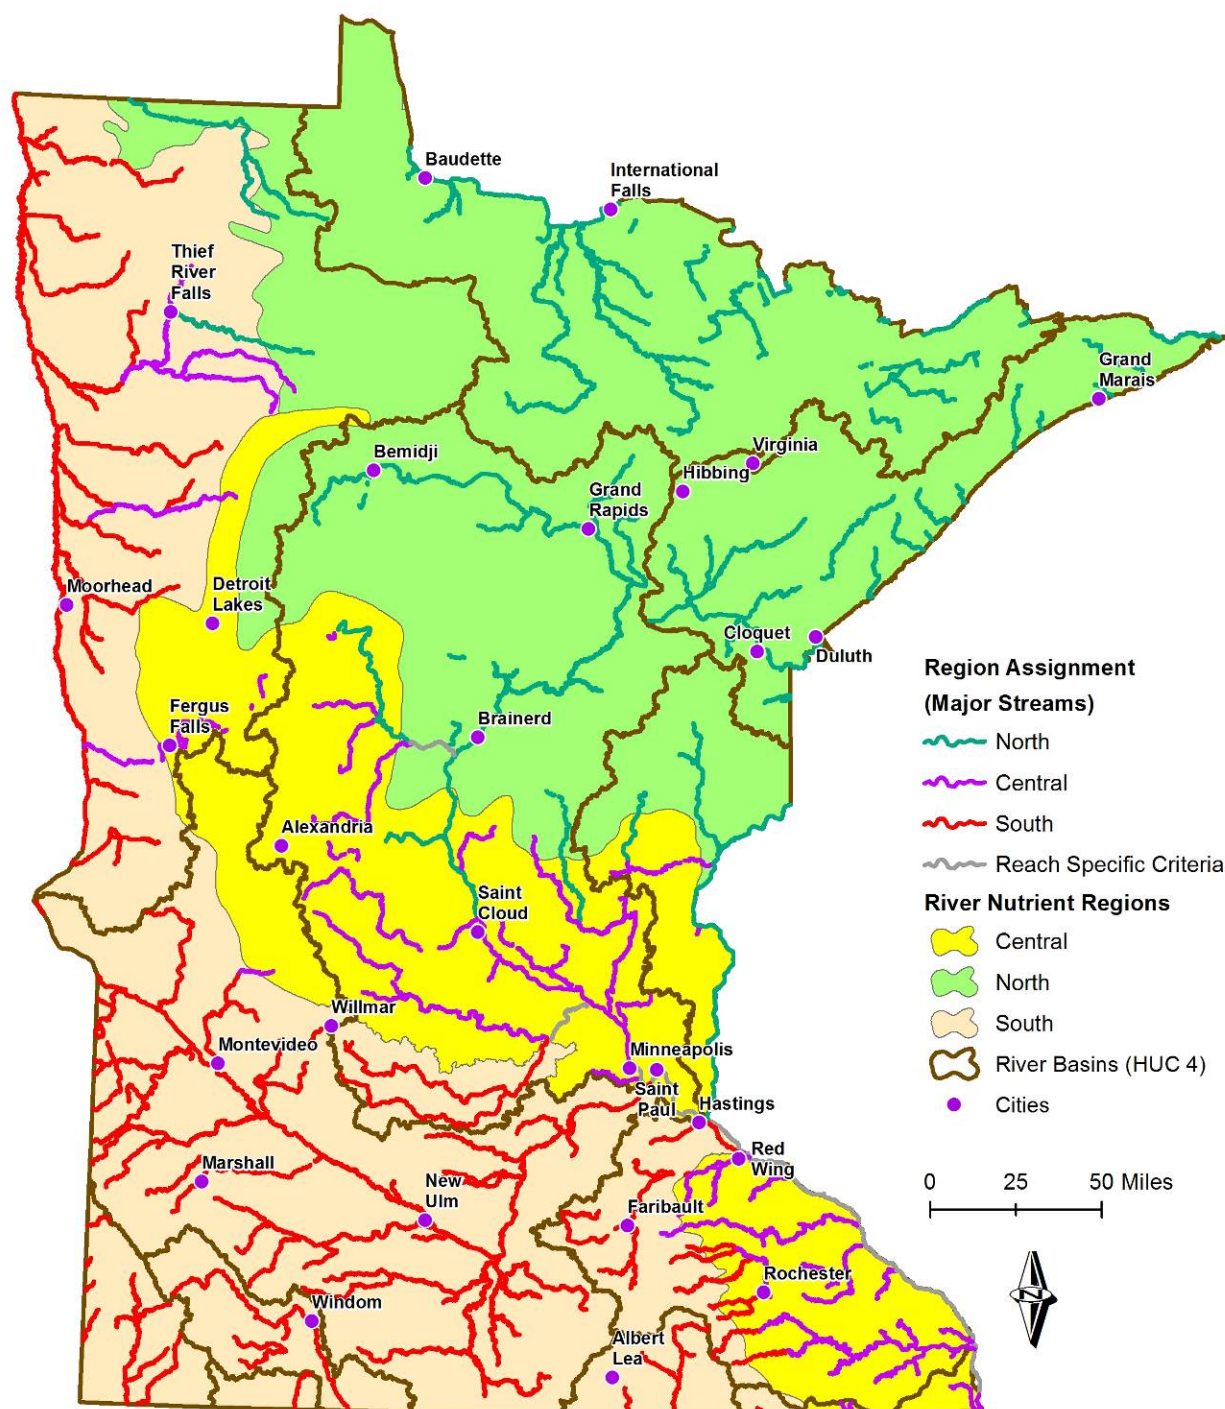 Baudette
International
Falls
Thief
River
Falls
Grand
Marais
Bemidji
Virginia
Hibbing
Grand
Rapids
Moorhead
Detroit
Lakes
Cloquet
Duluth
Fergus
Falls
Brainerd
Alexandria
Saint
Cloud
Willmar
Montevideo
Minneapolis
Saint
Paul
Hastings
Red
Wing
Marshall
New
Ulm
Faribault
Rochester
Windom
Albert
Lea
Region Assignment
(Major Streams)
North
Central
South
Reach Specific Criteria
River Nutrient Regions
Central
North
South
River Basins (HUC 4)
Cities
0 25 50 Miles
N